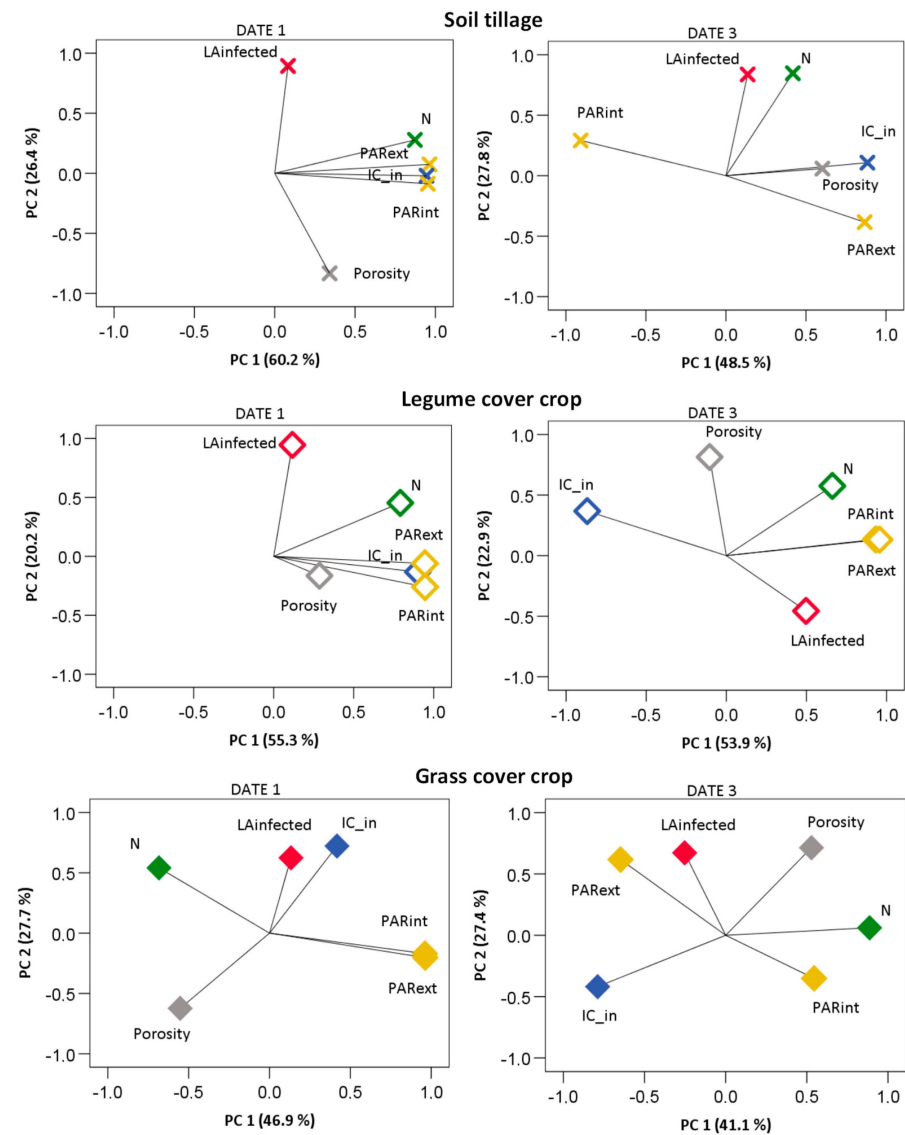 Soil tillage
DATE 1
LAinfected
N
PARext
IC_in
PARint
Porosity
1.0
0.5
0.0
-0.5
-1.0
PC 2 (26.4 %)
-1.0 -0.5 0.0 0.5 1.0
PC 1 (60.2 %)
DATE 3
LAinfected
N
PARint
IC_in
Porosity
PARext
1.0
0.5
0.0
-0.5
-1.0
PC 2 (27.8 %)
-1.0 -0.5 0.0 0.5 1.0
PC 1 (48.5 %)
Legume cover crop
DATE 1
LAinfected
N
PARext
IC_in
Porosity
PARint
1.0
0.5
0.0
-0.5
-1.0
PC 2 (20.2 %)
-1.0 -0.5 0.0 0.5 1.0
PC 1 (55.3 %)
DATE 3
Porosity
IC_in
N
PARint
PARext
LAinfected
1.0
0.5
0.0
-0.5
-1.0
PC 2 (22.9 %)
-1.0 -0.5 0.0 0.5 1.0
PC 1 (53.9 %)
Grass cover crop
DATE 1
LAinfected
IC_in
N
PARint
PARext
Porosity
1.0
0.5
0.0
-0.5
-1.0
PC 2 (27.7 %)
-1.0 -0.5 0.0 0.5 1.0
PC 1 (46.9 %)
DATE 3
LAinfected
Porosity
PARext
N
PARint
IC_in
1.0
0.5
0.0
-0.5
-1.0
PC 2 (27.4 %)
-1.0 -0.5 0.0 0.5 1.0
PC 1 (41.1 %)